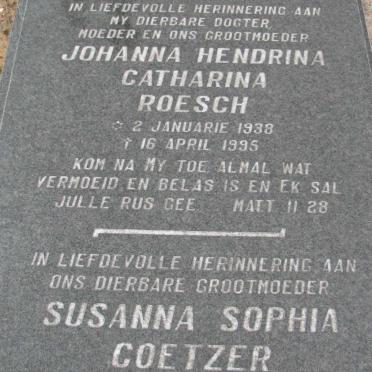 IN LIEFDEVOLLE HERINNERING AAN
MY DIERBARE DOGTER,
MOEDER EN ONS GROOTMOEDER
JOHANNA HENDRINA
CATHARINA
ROESCH
☆ 2 JANUARIE 1938
† 16 APRIL 1995
KOM NA MY TOE, ALMAL WAT
VERMOEID EN BELAS IS EN EK SAL
JULLE RUS GEE MATT 11 28
IN LIEFDEVOLLE HERINNERING AAN
ONS DIERBARE GROOTMOEDER
SUSANNA SOPHIA
COETZER